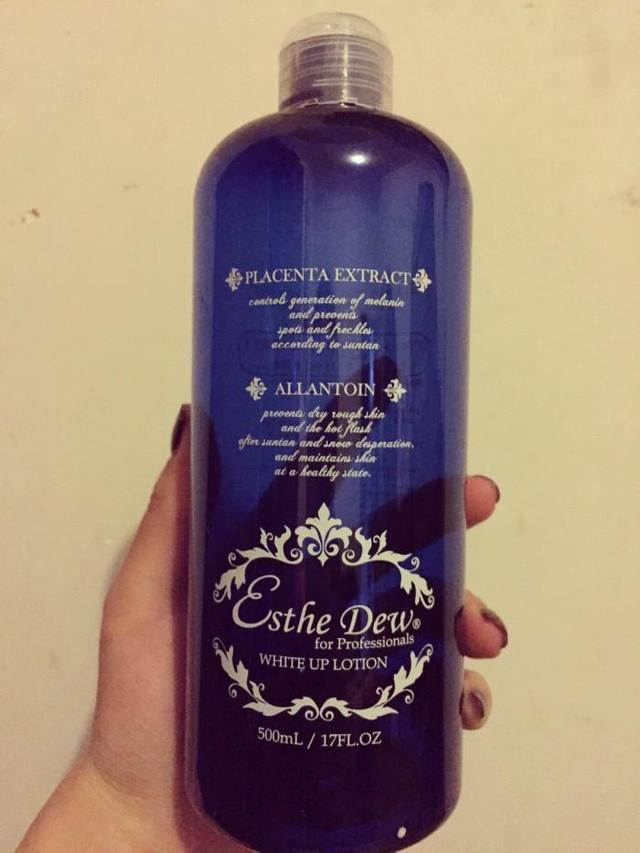 PLACENTA EXTRACT
controls generation of melanin
and prevents
spots and freckles
according to suntan
ALLANTOIN
prevents dry rough skin
and the hot flash
after suntan and snow desperation,
and maintains skin
at a healthy state.
Esthe Dew®
for Professionals
WHITE UP LOTION
500mL / 17FL.OZ